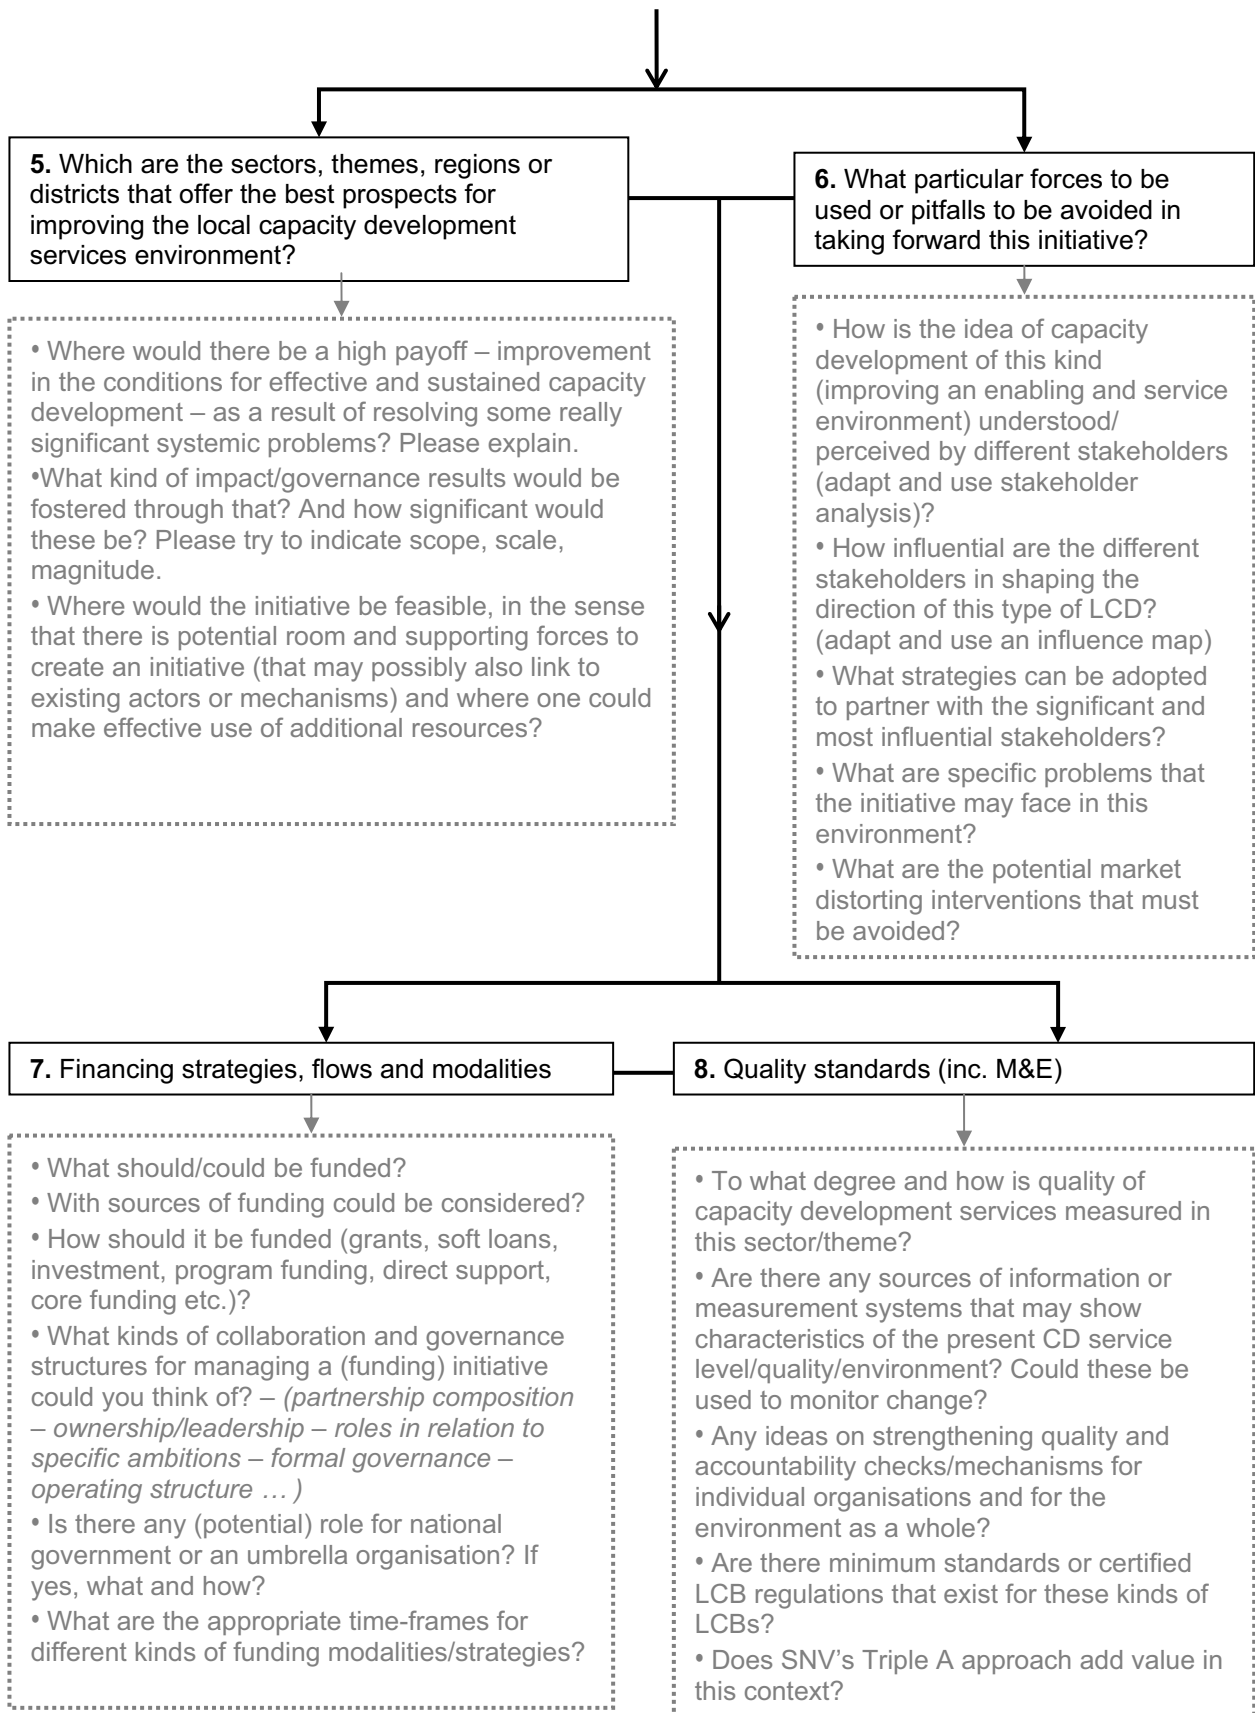 5. Which are the sectors, themes, regions or
districts that offer the best prospects for
improving the local capacity development
services environment?
6. What particular forces to be
used or pitfalls to be avoided in
taking forward this initiative?
• Where would there be a high payoff – improvement
in the conditions for effective and sustained capacity
development – as a result of resolving some really
significant systemic problems? Please explain.
•What kind of impact/governance results would be
fostered through that? And how significant would
these be? Please try to indicate scope, scale,
magnitude.
• Where would the initiative be feasible, in the sense
that there is potential room and supporting forces to
create an initiative (that may possibly also link to
existing actors or mechanisms) and where one could
make effective use of additional resources?
• How is the idea of capacity
development of this kind
(improving an enabling and service
environment) understood/
perceived by different stakeholders
(adapt and use stakeholder
analysis)?
• How influential are the different
stakeholders in shaping the
direction of this type of LCD?
(adapt and use an influence map)
• What strategies can be adopted
to partner with the significant and
most influential stakeholders?
• What are specific problems that
the initiative may face in this
environment?
• What are the potential market
distorting interventions that must
be avoided?
7. Financing strategies, flows and modalities
8. Quality standards (inc. M&E)
• What should/could be funded?
• With sources of funding could be considered?
• How should it be funded (grants, soft loans,
investment, program funding, direct support,
core funding etc.)?
• What kinds of collaboration and governance
structures for managing a (funding) initiative
could you think of? – (partnership composition
– ownership/leadership – roles in relation to
specific ambitions – formal governance –
operating structure … )
• Is there any (potential) role for national
government or an umbrella organisation? If
yes, what and how?
• What are the appropriate time-frames for
different kinds of funding modalities/strategies?
• To what degree and how is quality of
capacity development services measured in
this sector/theme?
• Are there any sources of information or
measurement systems that may show
characteristics of the present CD service
level/quality/environment? Could these be
used to monitor change?
• Any ideas on strengthening quality and
accountability checks/mechanisms for
individual organisations and for the
environment as a whole?
• Are there minimum standards or certified
LCB regulations that exist for these kinds of
LCBs?
• Does SNV's Triple A approach add value in
this context?